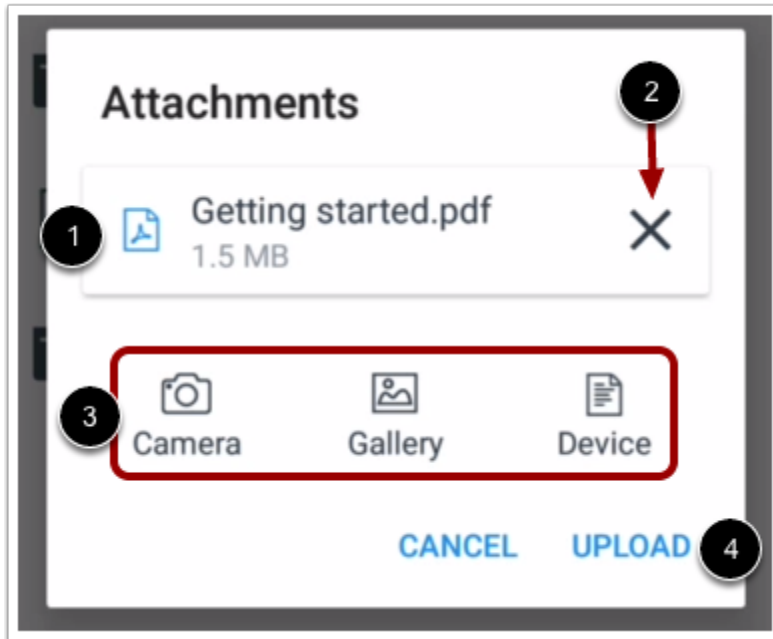 Attachments
2
1
Getting started.pdf
1.5 MB
3
Camera Gallery Device
CANCEL UPLOAD 4